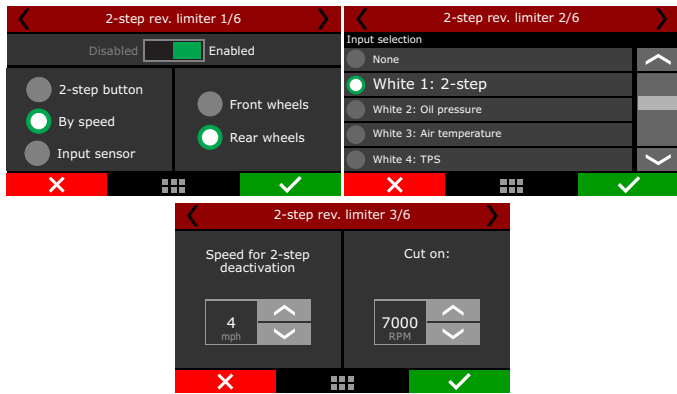 2-step rev. limiter 1/6
Disabled Enabled
2-step button
By speed
Input sensor
Front wheels
Rear wheels
2-step rev. limiter 2/6
Input selection
None
White 1: 2-step
White 2: Oil pressure
White 3: Air temperature
White 4: TPS
2-step rev. limiter 3/6
Speed for 2-step
deactivation
4
mph
Cut on:
7000
RPM